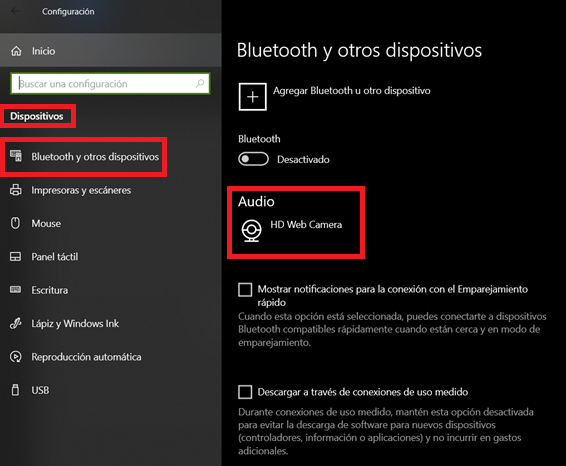 Configuración
Inicio
Buscar una configuración
Dispositivos
Bluetooth y otros dispositivos
Impresoras y escáneres
Mouse
Panel táctil
Escritura
Lápiz y Windows Ink
Reproducción automática
USB
Bluetooth y otros dispositivos
Agregar Bluetooth u otro dispositivo
Bluetooth
Desactivado
Audio
HD Web Camera
Mostrar notificaciones para la conexión con el Emparejamiento
rápido
Cuando esta opción está seleccionada, puedes conectarte a dispositivos
Bluetooth compatibles rápidamente cuando están cerca y en modo de
emparejamiento.
Descargar a través de conexiones de uso medido
Durante conexiones de uso medido, mantén esta opción desactivada
para evitar la descarga de software para nuevos dispositivos
(controladores, información o aplicaciones) y no incurrir en gastos
adicionales.